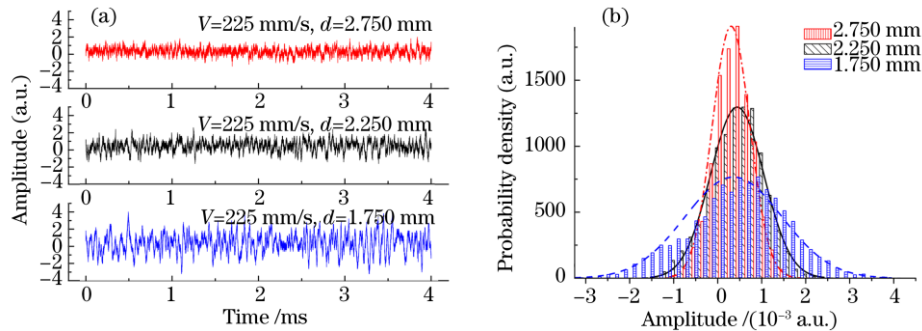 (a)
V=225 mm/s, d=2.750 mm
4
2
0
−2
−4
0 1 2 3 4
V=225 mm/s, d=2.250 mm
4
2
0
−2
−4
0 1 2 3 4
V=225 mm/s, d=1.750 mm
4
2
0
−2
−4
0 1 2 3 4
Amplitude (a.u.)
Time /ms
(b)
2.750 mm
2.250 mm
1.750 mm
1500
1000
500
0
Probability density (a.u.)
−3 −2 −1 0 1 2 3 4
Amplitude /(10⁻³ a.u.)